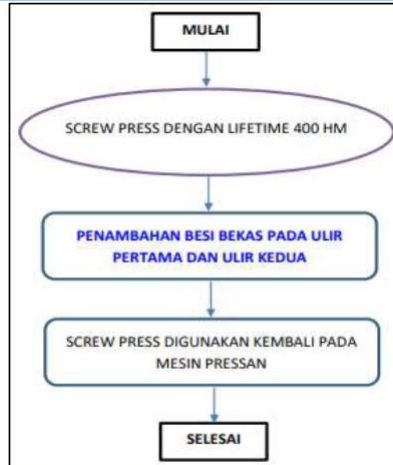 MULAI
SCREW PRESS DENGAN LIFETIME 400 HM
PENAMBAHAN BESI BEKAS PADA ULIR
PERTAMA DAN ULIR KEDUA
SCREW PRESS DIGUNAKAN KEMBALI PADA
MESIN PRESSAN
SELESAI